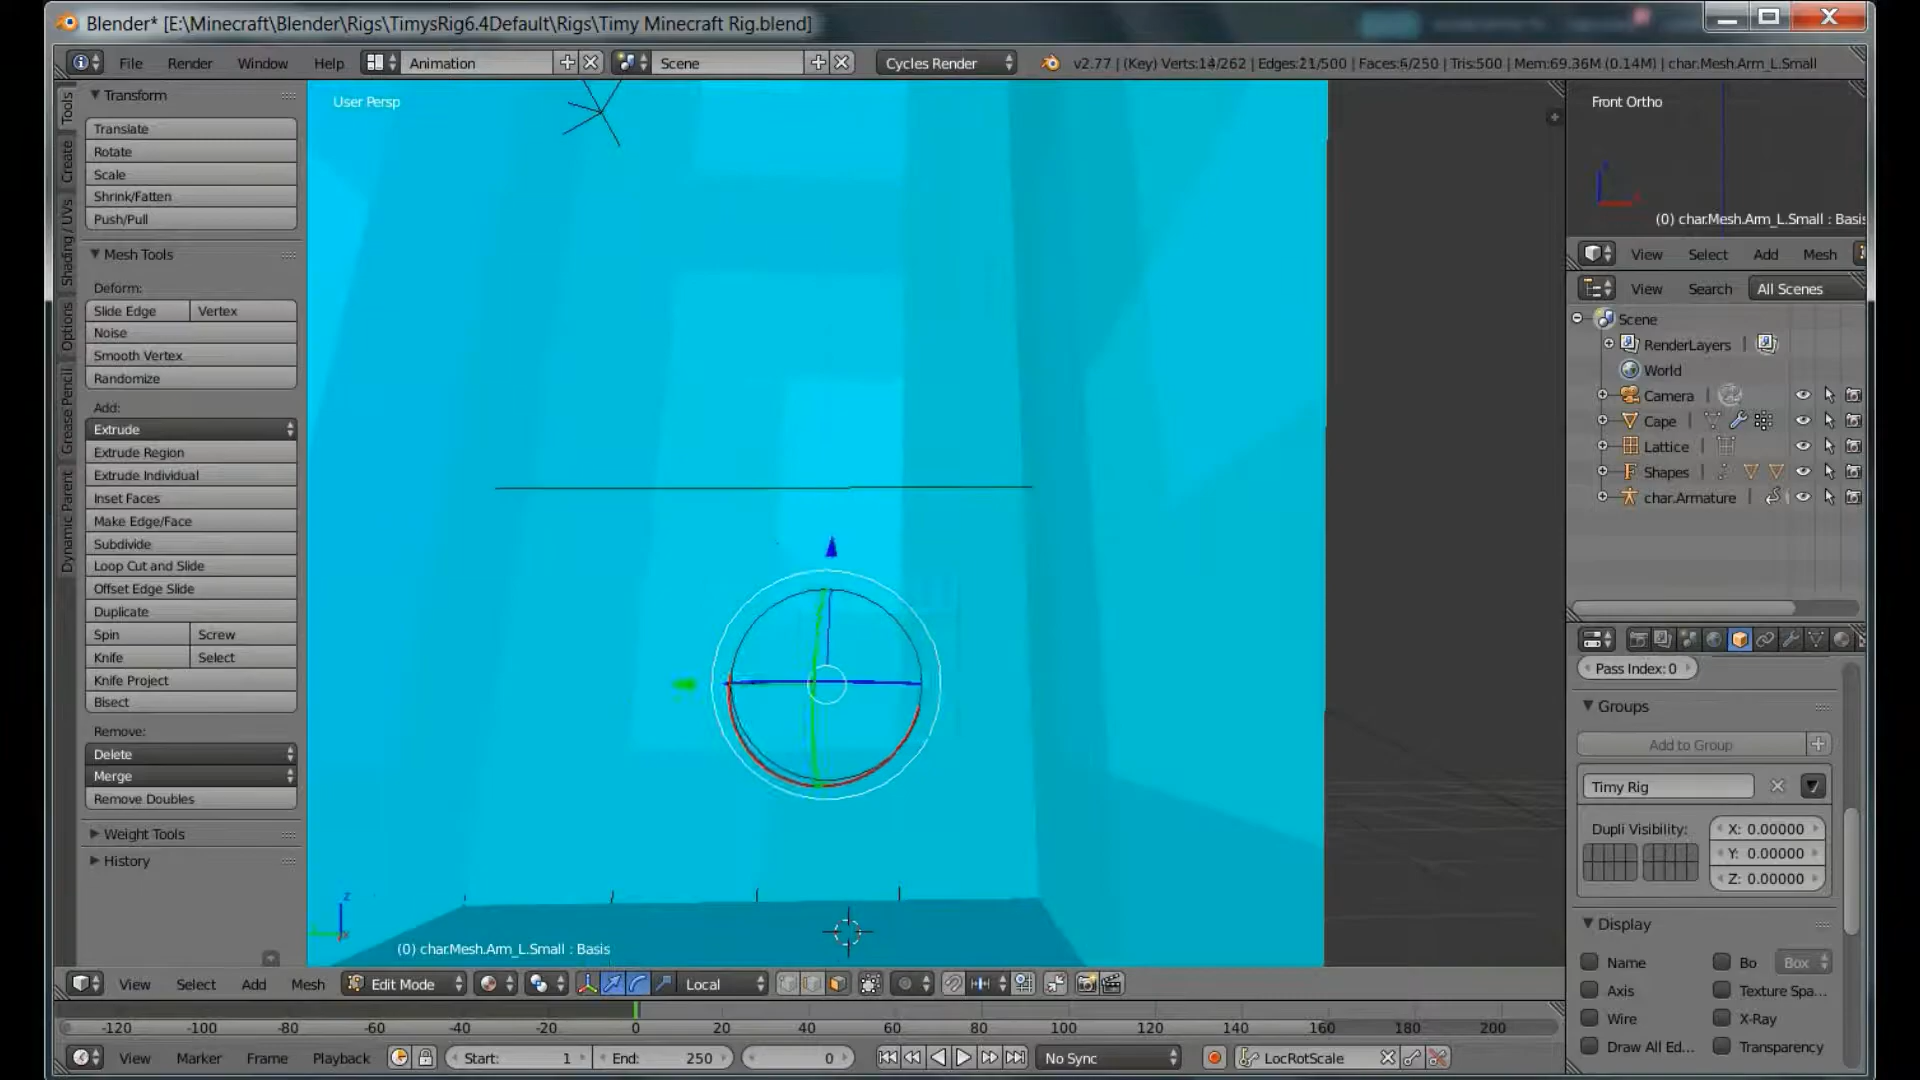 Blender* [E:\Minecraft\Blender\Rigs\TimysRig6.4Default\Rigs\Timy Minecraft Rig.blend]
File Render Window Help Animation Scene Cycles Render v2.77 | (Key) Verts:14/262 | Edges:21/500 | Faces:6/250 | Tris:500 | Mem:69.36M (0.14M) | char.Mesh.Arm_L.Small
Tools
Create
Shading / UVs
Options
Grease Pencil
Dynamic Parent
Transform
Translate
Rotate
Scale
Shrink/Fatten
Push/Pull
Mesh Tools
Deform:
Slide Edge Vertex
Noise
Smooth Vertex
Randomize
Add:
Extrude
Extrude Region
Extrude Individual
Inset Faces
Make Edge/Face
Subdivide
Loop Cut and Slide
Offset Edge Slide
Duplicate
Spin Screw
Knife Select
Knife Project
Bisect
Remove:
Delete
Merge
Remove Doubles
Weight Tools
History
User Persp
z
(0) char.Mesh.Arm_L.Small : Basis
Front Ortho
(0) char.Mesh.Arm_L.Small : Basis
View Select Add Mesh
View Search All Scenes
Scene
RenderLayers |
World
Camera |
Cape |
Lattice |
Shapes |
char.Armature |
Pass Index: 0
Groups
Add to Group
Timy Rig
Dupli Visibility: X: 0.00000
Y: 0.00000
Z: 0.00000
Display
Name Bo Box
Axis Texture Spa...
Wire X-Ray
Draw All Ed... Transparency
View Select Add Mesh Edit Mode Local
-120 -100 -80 -60 -40 -20 0 20 40 60 80 100 120 140 160 180 200
View Marker Frame Playback Start: 1 End: 250 0 No Sync LocRotScale